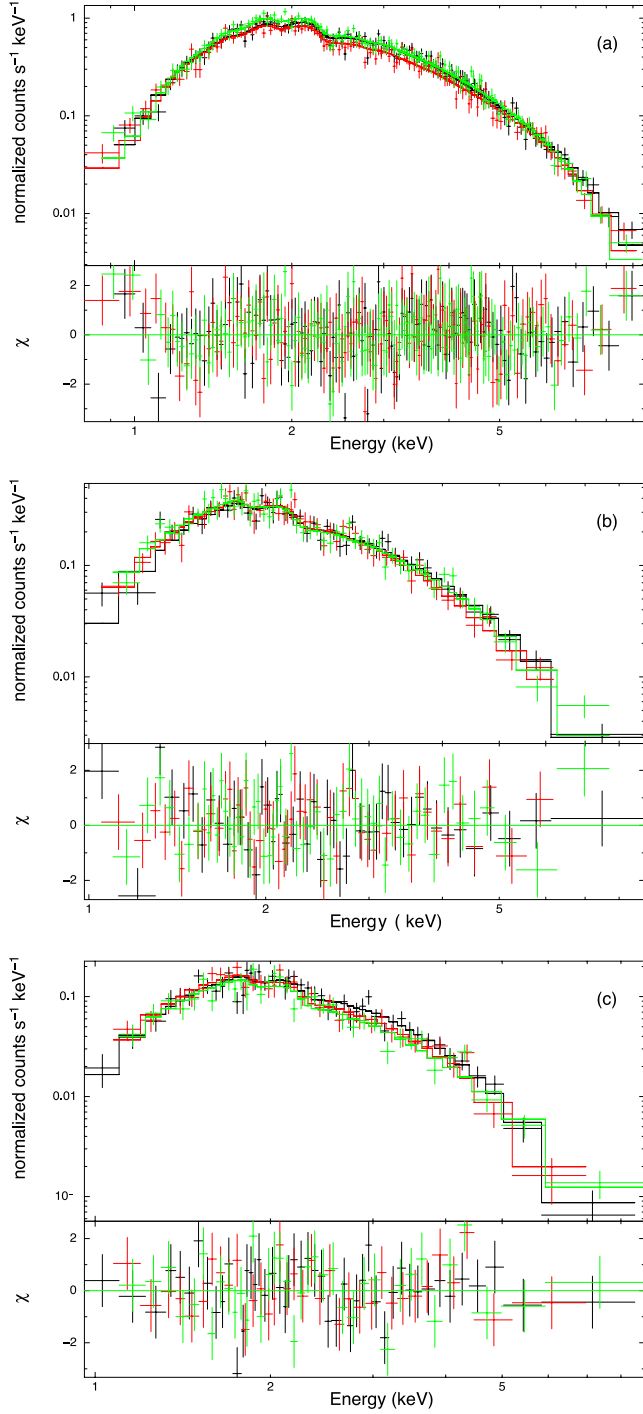 (a)
normalized counts s⁻¹ keV⁻¹
1
0.1
0.01
χ
2
0
−2
1
2
5
Energy (keV)
(b)
normalized counts s⁻¹ keV⁻¹
0.1
0.01
χ
2
0
−2
1
2
5
Energy ( keV)
(c)
normalized counts s⁻¹ keV⁻¹
0.1
0.01
10⁻
χ
2
0
−2
1
2
5
Energy (keV)